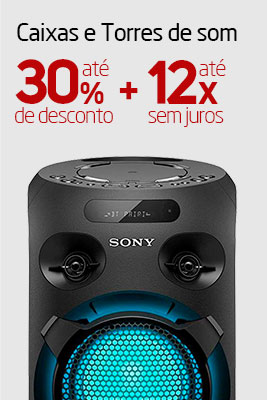 Caixas e Torres de som
até até
30% + 12x
de desconto sem juros
SONY